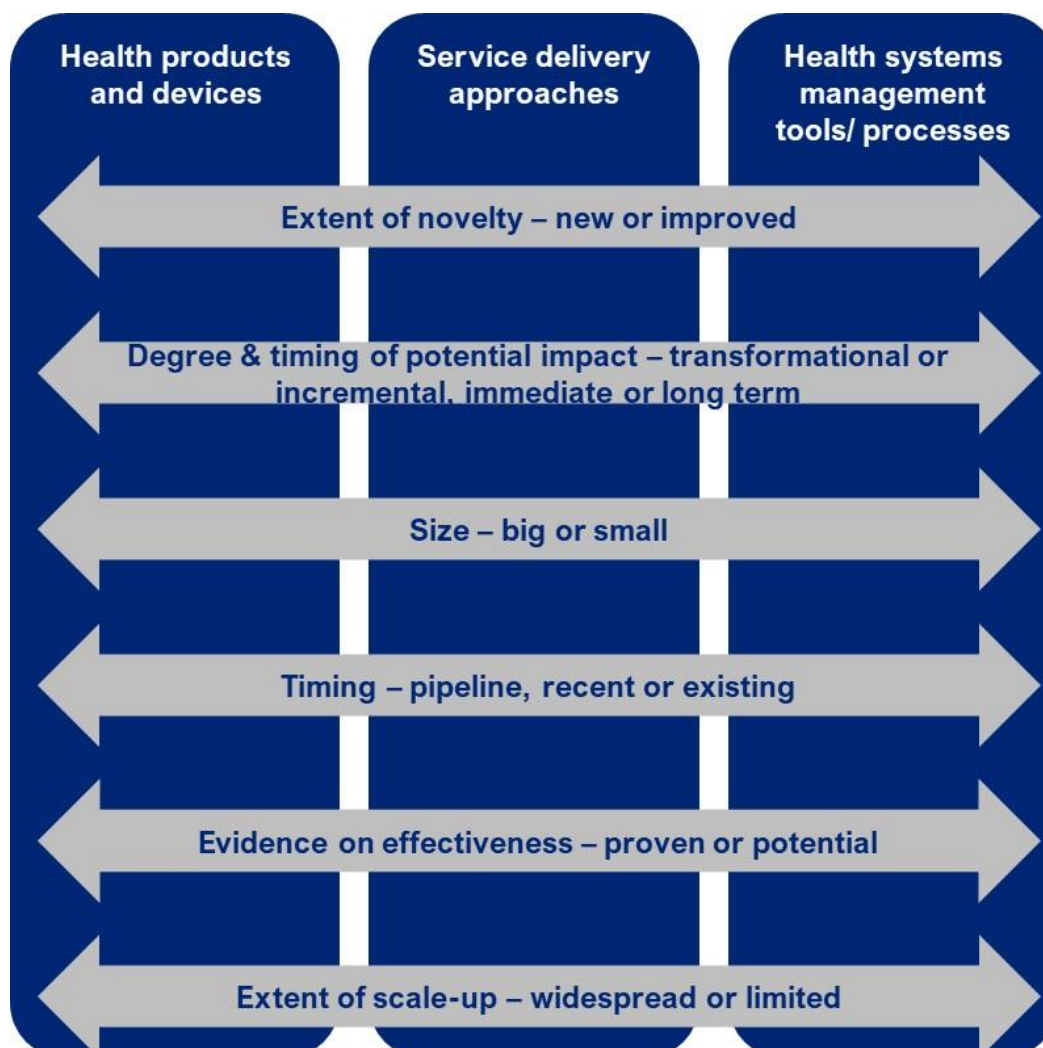 Health products
and devices
Service delivery
approaches
Health systems
management
tools/ processes
Extent of novelty – new or improved
Degree & timing of potential impact – transformational or
incremental, immediate or long term
Size – big or small
Timing – pipeline, recent or existing
Evidence on effectiveness – proven or potential
Extent of scale-up – widespread or limited